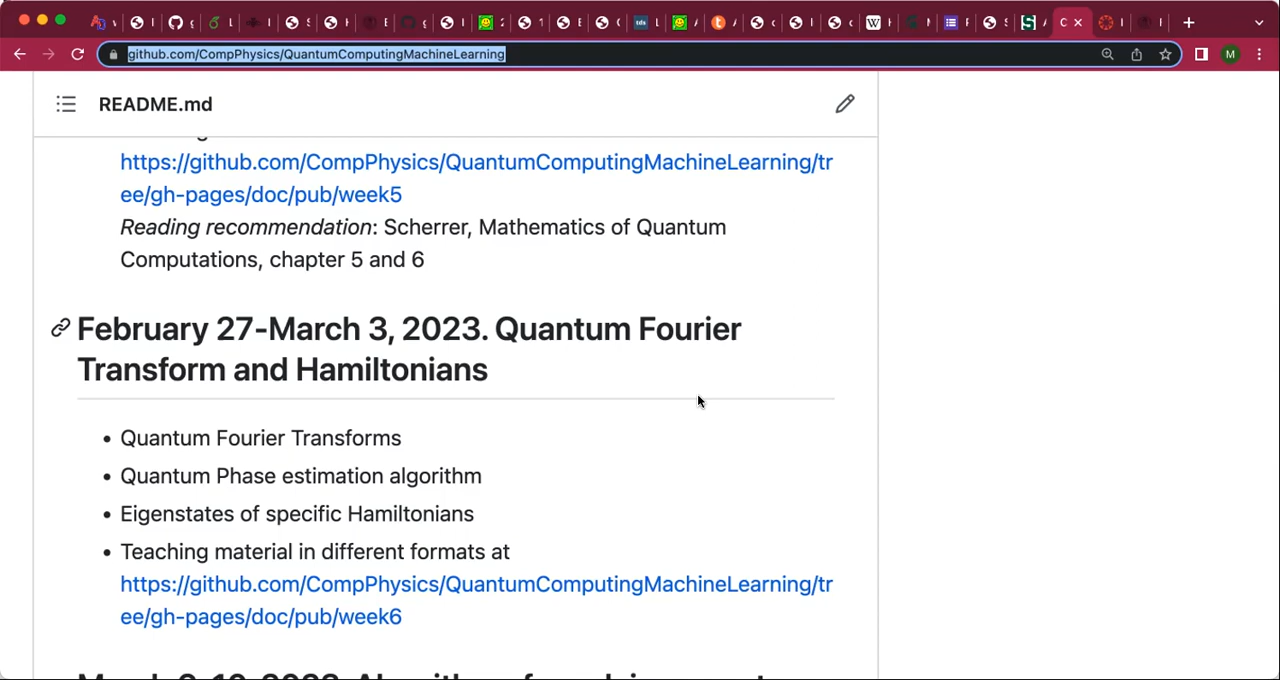 github.com/CompPhysics/QuantumComputingMachineLearning
M
README.md
https://github.com/CompPhysics/QuantumComputingMachineLearning/tr
ee/gh-pages/doc/pub/week5
Reading recommendation: Scherrer, Mathematics of Quantum
Computations, chapter 5 and 6
February 27-March 3, 2023. Quantum Fourier
Transform and Hamiltonians
• Quantum Fourier Transforms
• Quantum Phase estimation algorithm
• Eigenstates of specific Hamiltonians
• Teaching material in different formats at
https://github.com/CompPhysics/QuantumComputingMachineLearning/tr
ee/gh-pages/doc/pub/week6